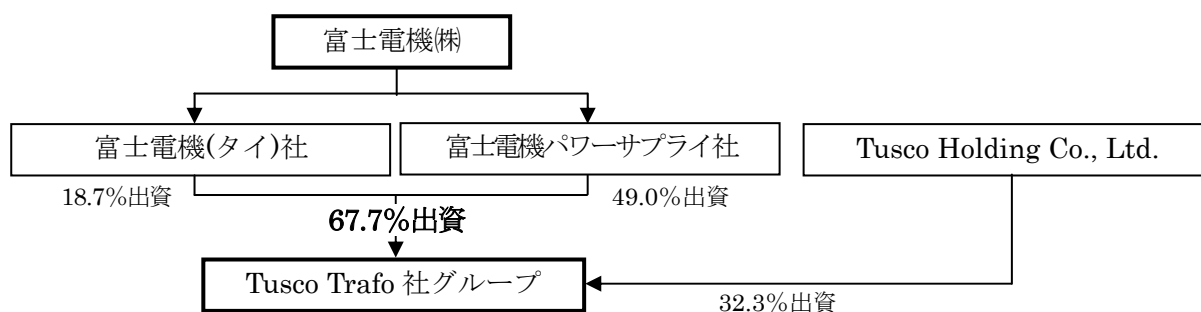 富士電機㈱
富士電機(タイ)社
富士電機パワーサプライ社
Tusco Holding Co., Ltd.
18.7%出資
49.0%出資
67.7%出資
Tusco Trafo 社グループ
32.3%出資